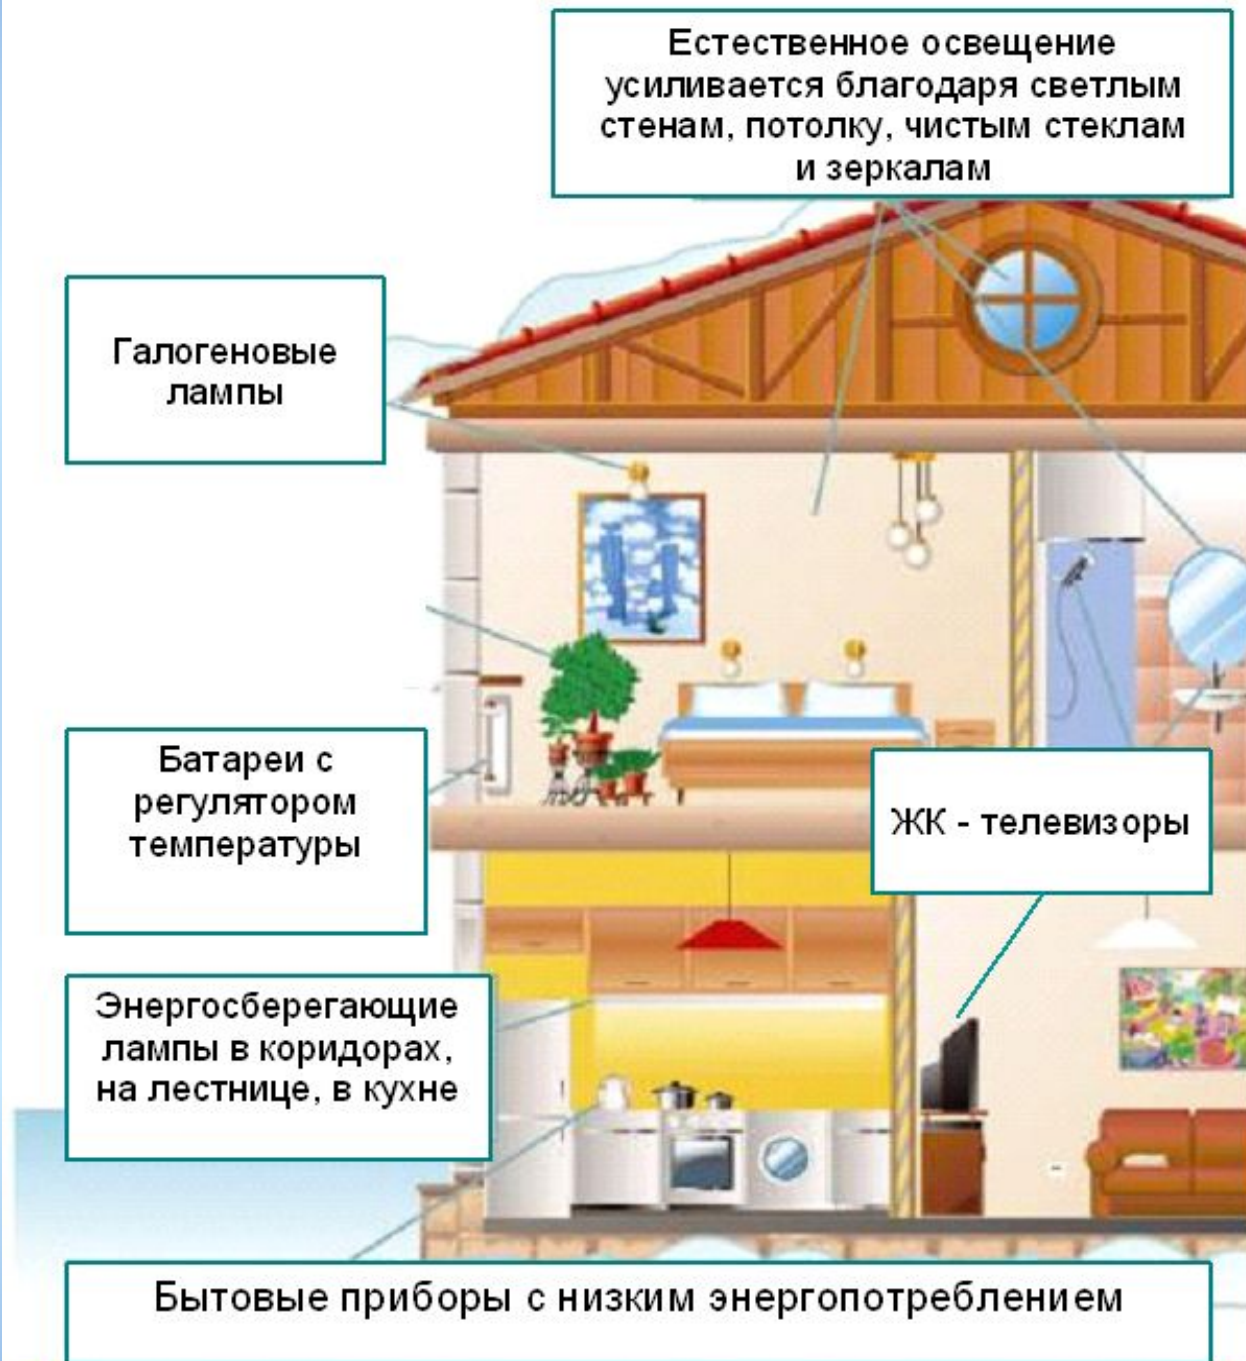 Естественное освещение
усиливается благодаря светлым
стенам, потолку, чистым стеклам
и зеркалам
Галогеновые
лампы
Батареи с
регулятором
температуры
ЖК - телевизоры
Энергосберегающие
лампы в коридорах,
на лестнице, в кухне
Бытовые приборы с низким энергопотреблением